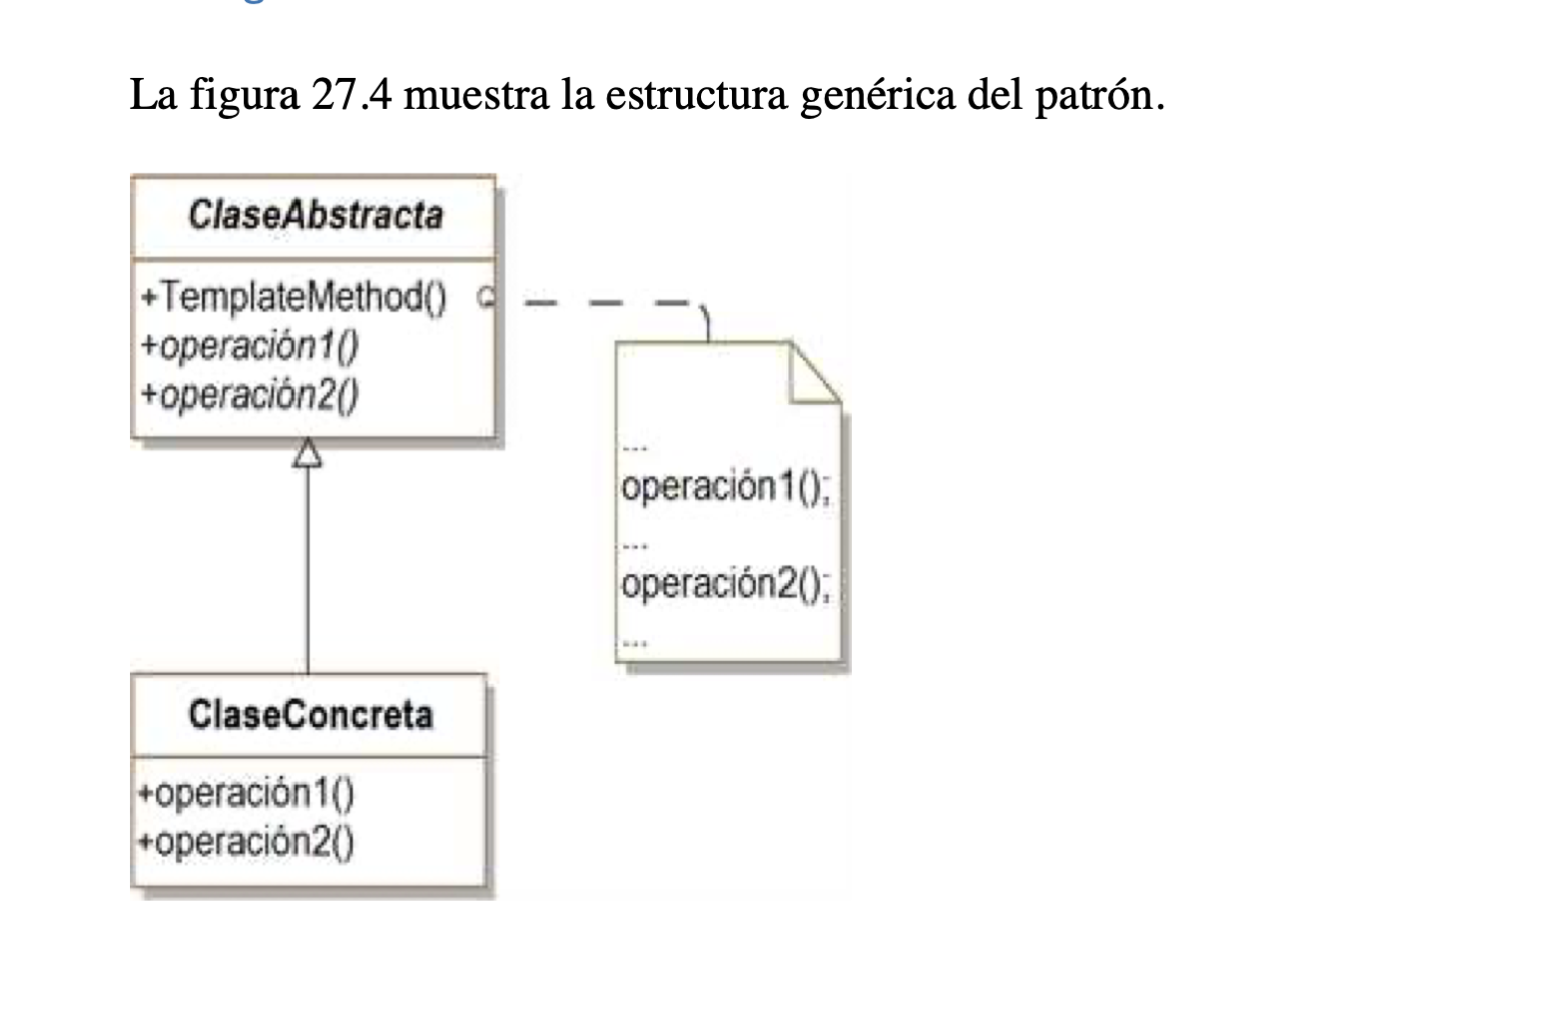 La figura 27.4 muestra la estructura genérica del patrón.
ClaseAbstracta
+TemplateMethod()
+operación1()
+operación2()
...
operación1();
...
operación2();
...
ClaseConcreta
+operación1()
+operación2()